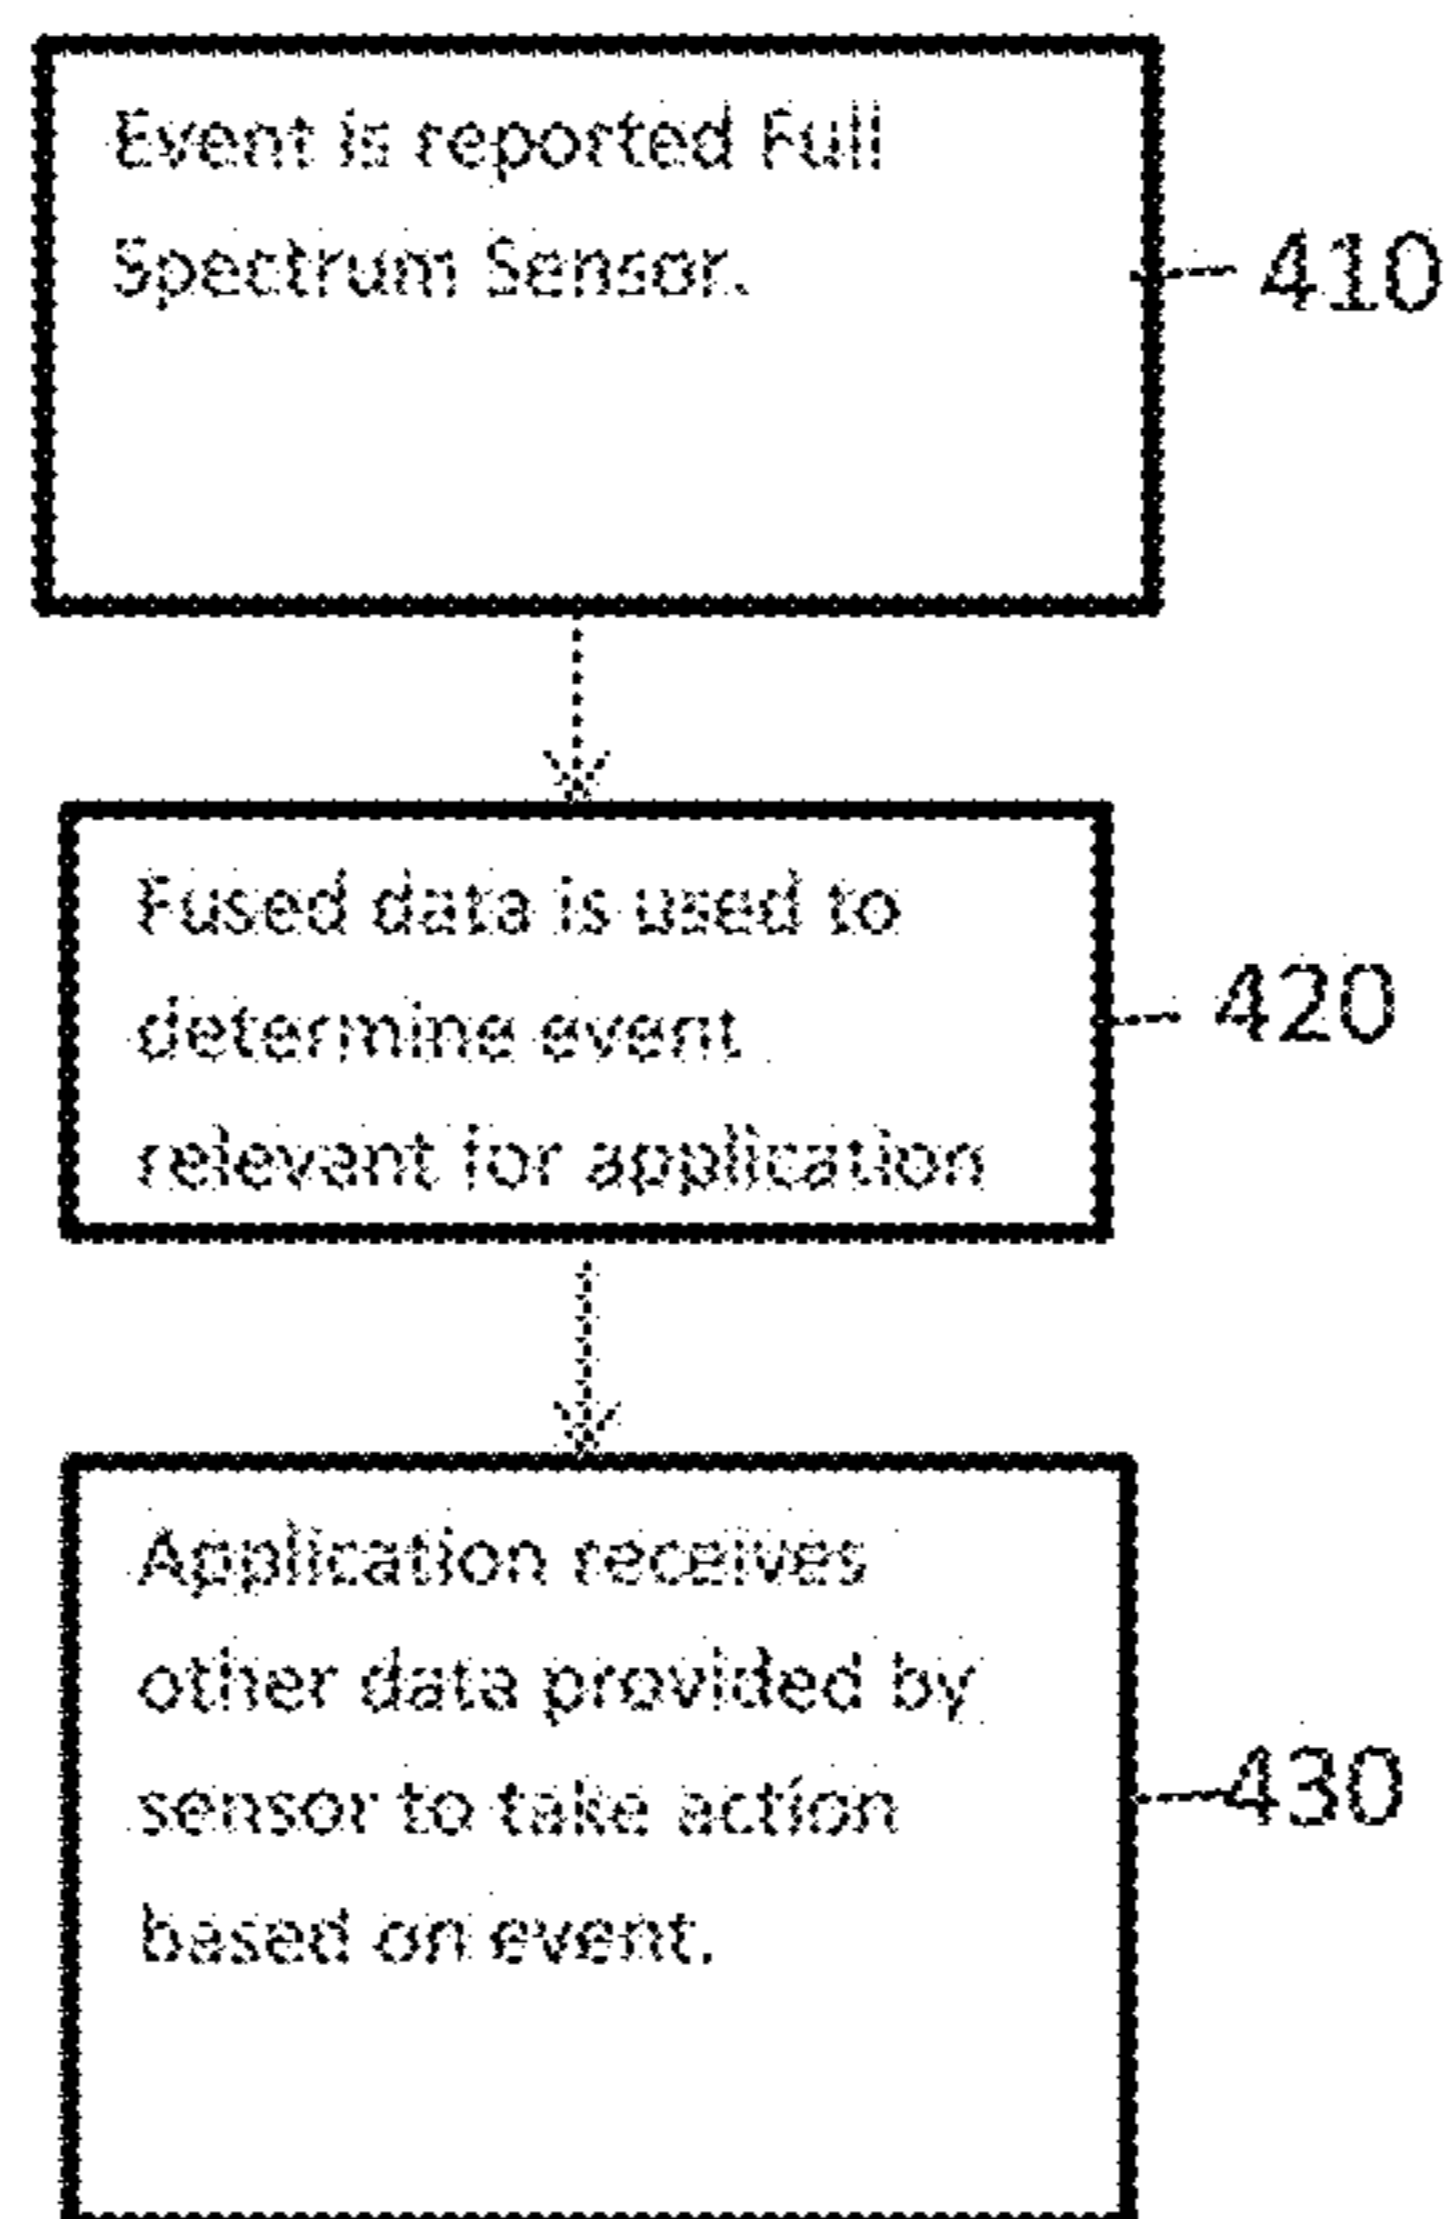 Event is reported Full
Spectrum Sensor.
410
Fused data is used to
determine event
relevant for application
420
Application receives
other data provided by
sensor to take action
based on event.
430